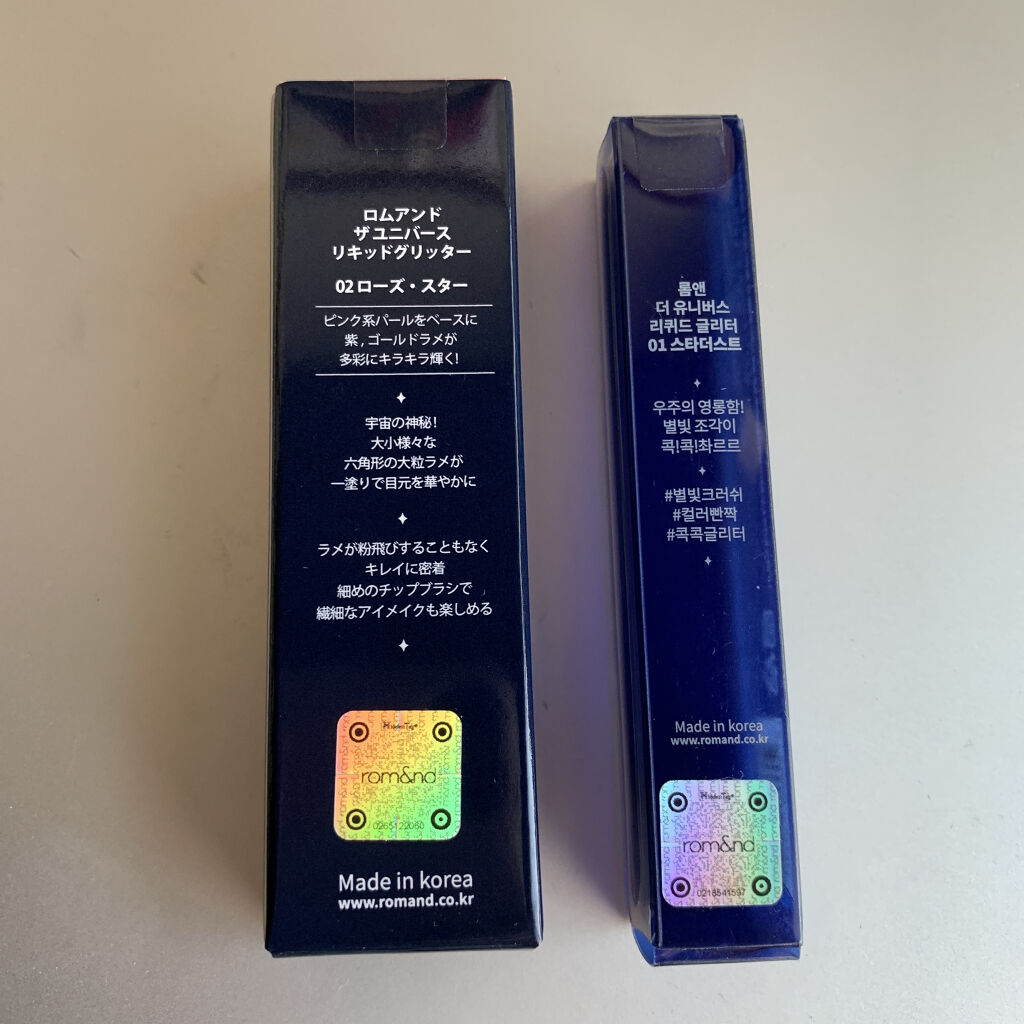 ロムアンド
ザ ユニバース
リキッドグリッター
02 ローズ・スター
ピンク系パールをベースに
紫 , ゴールドラメが
多彩にキラキラ輝く!
宇宙の神秘!
大小様々な
六角形の大粒ラメが
一塗りで目元を華やかに
ラメが粉飛びすることもなく
キレイに密着
細めのチップブラシで
繊細なアイメイクも楽しめる
HiddenTag®
rom&nd
0265122060
Made in korea
www.romand.co.kr
롬앤
더 유니버스
리퀴드 글리터
01 스타더스트
우주의 영롱함!
별빛 조각이
콕!콕!촤르르
#별빛크러쉬
#컬러빤짝
#콕콕글리터
Made in korea
www.romand.co.kr
HiddenTag®
rom&nd
0218541597